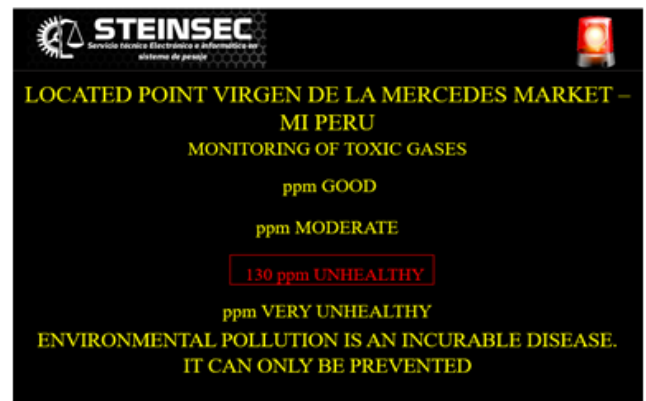 STEINSEC
Servicio técnico Electrónico e informático en
sistema de pesaje
LOCATED POINT VIRGEN DE LA MERCEDES MARKET –
MI PERU
MONITORING OF TOXIC GASES
ppm GOOD
ppm MODERATE
130 ppm UNHEALTHY
ppm VERY UNHEALTHY
ENVIRONMENTAL POLLUTION IS AN INCURABLE DISEASE.
IT CAN ONLY BE PREVENTED